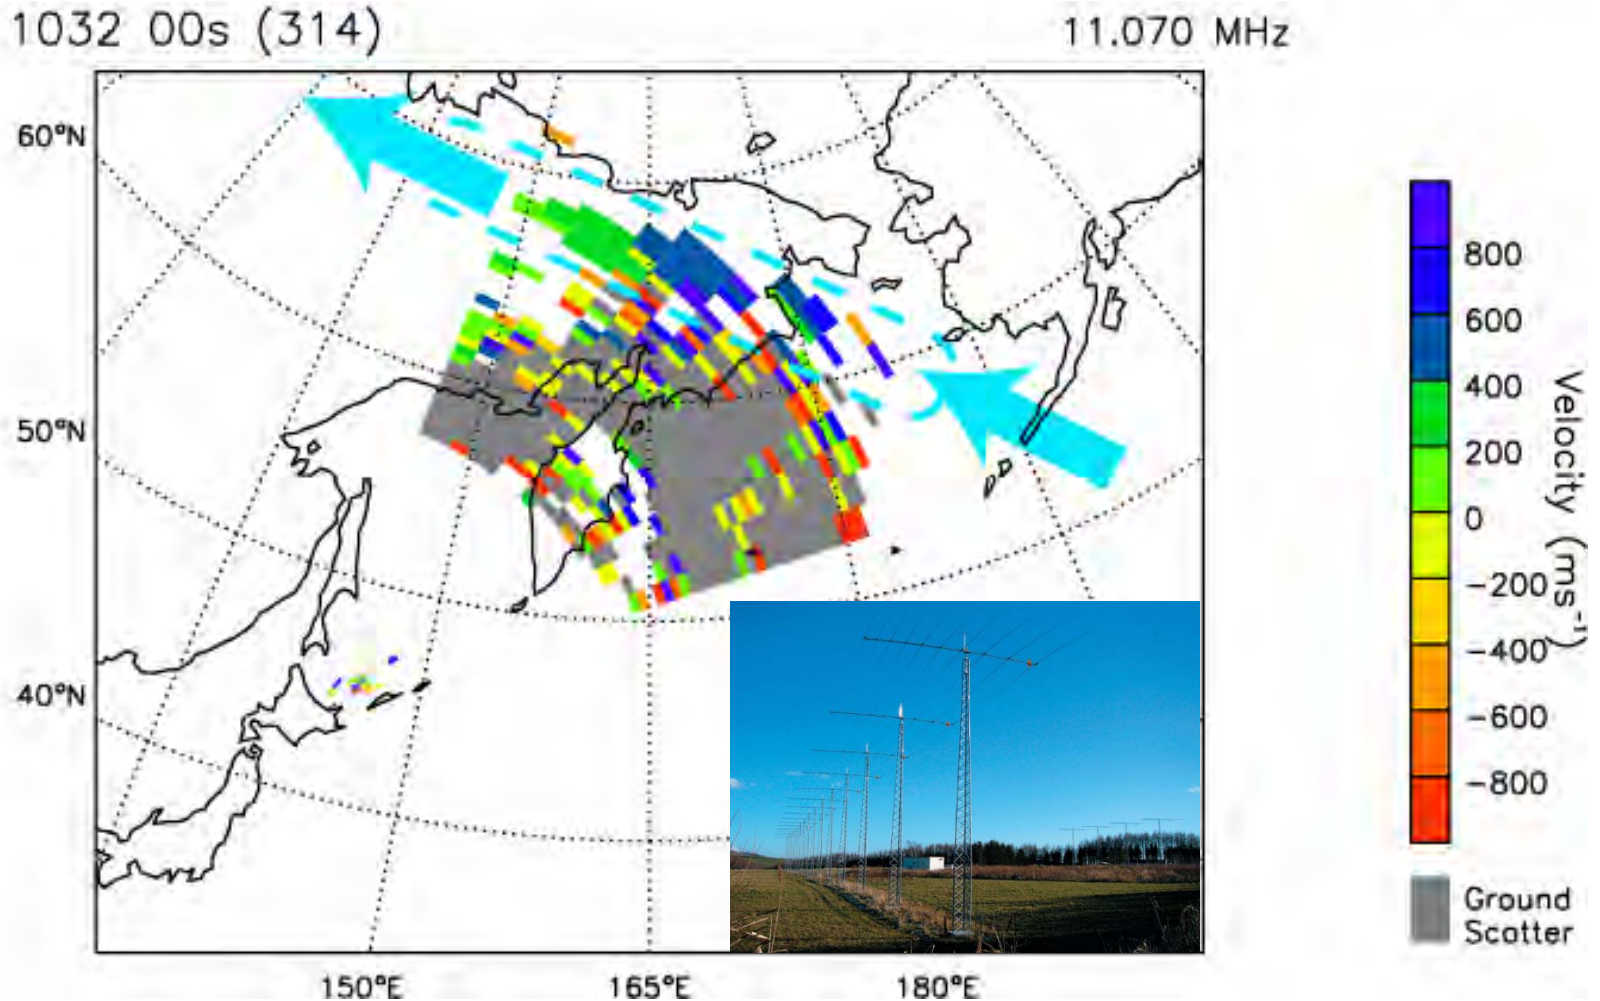 1032 00s (314)
11.070 MHz
60°N
50°N
40°N
150°E
165°E
180°E
800
600
400
200
0
−200
−400
−600
−800
Velocity (ms⁻¹)
Ground
Scatter